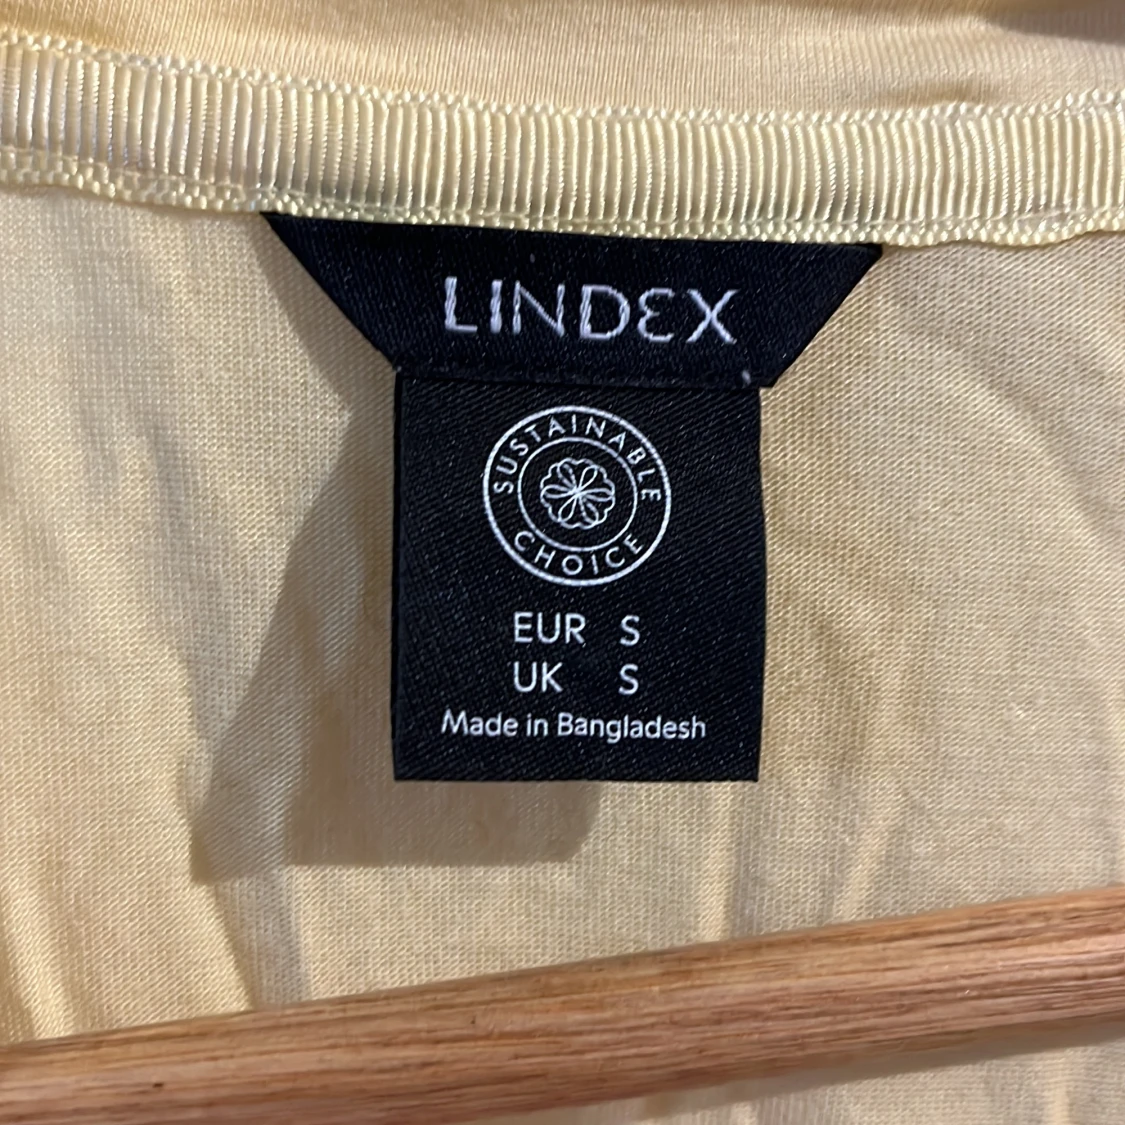 LINDEX
SUSTAINABLE
CHOICE
EUR S
UK S
Made in Bangladesh